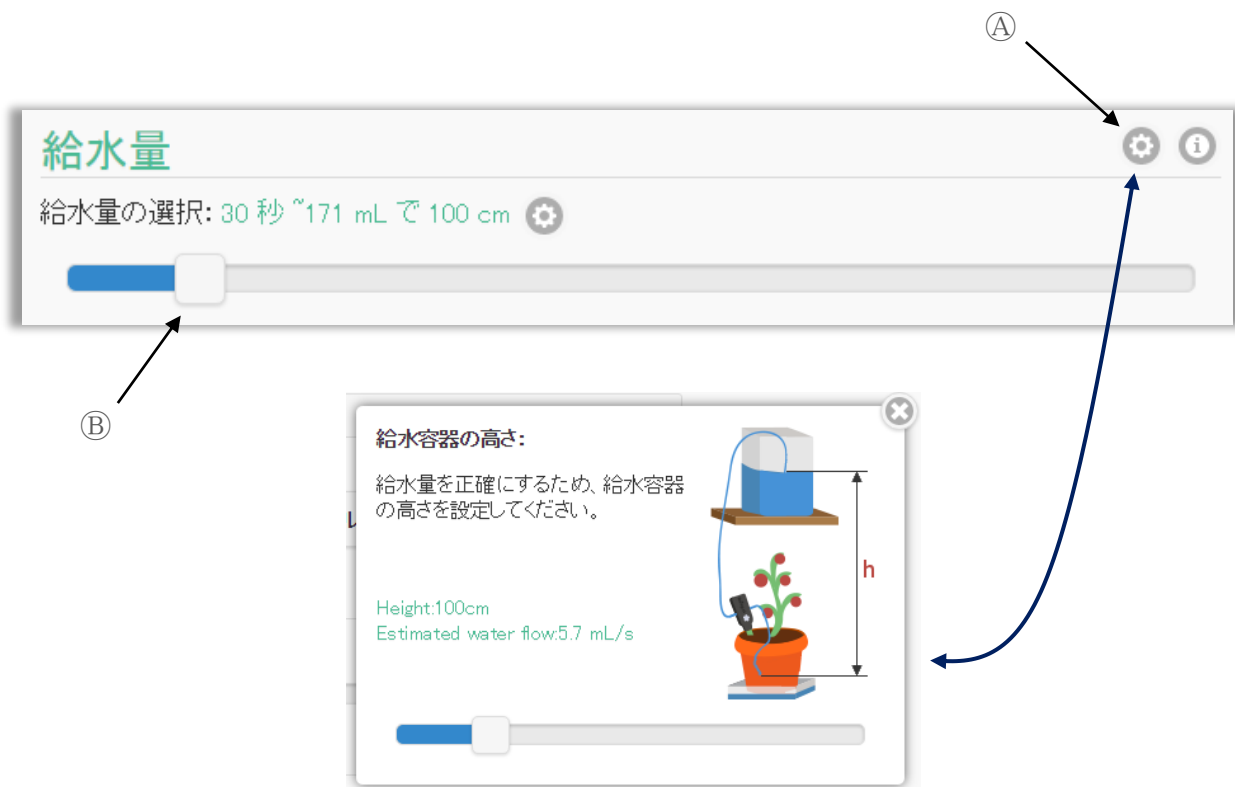 Ⓐ
給水量
給水量の選択: 30 秒 ~171 mL で 100 cm
Ⓑ
給水容器の高さ:
給水量を正確にするため、給水容器
の高さを設定してください。
h
Height:100cm
Estimated water flow:5.7 mL/s